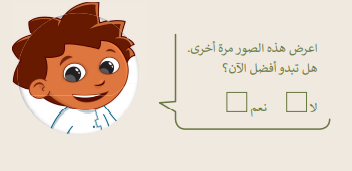 اعرض هذه الصور مرة أخرى.
هل تبدو أفضل الآن؟
لا نعم